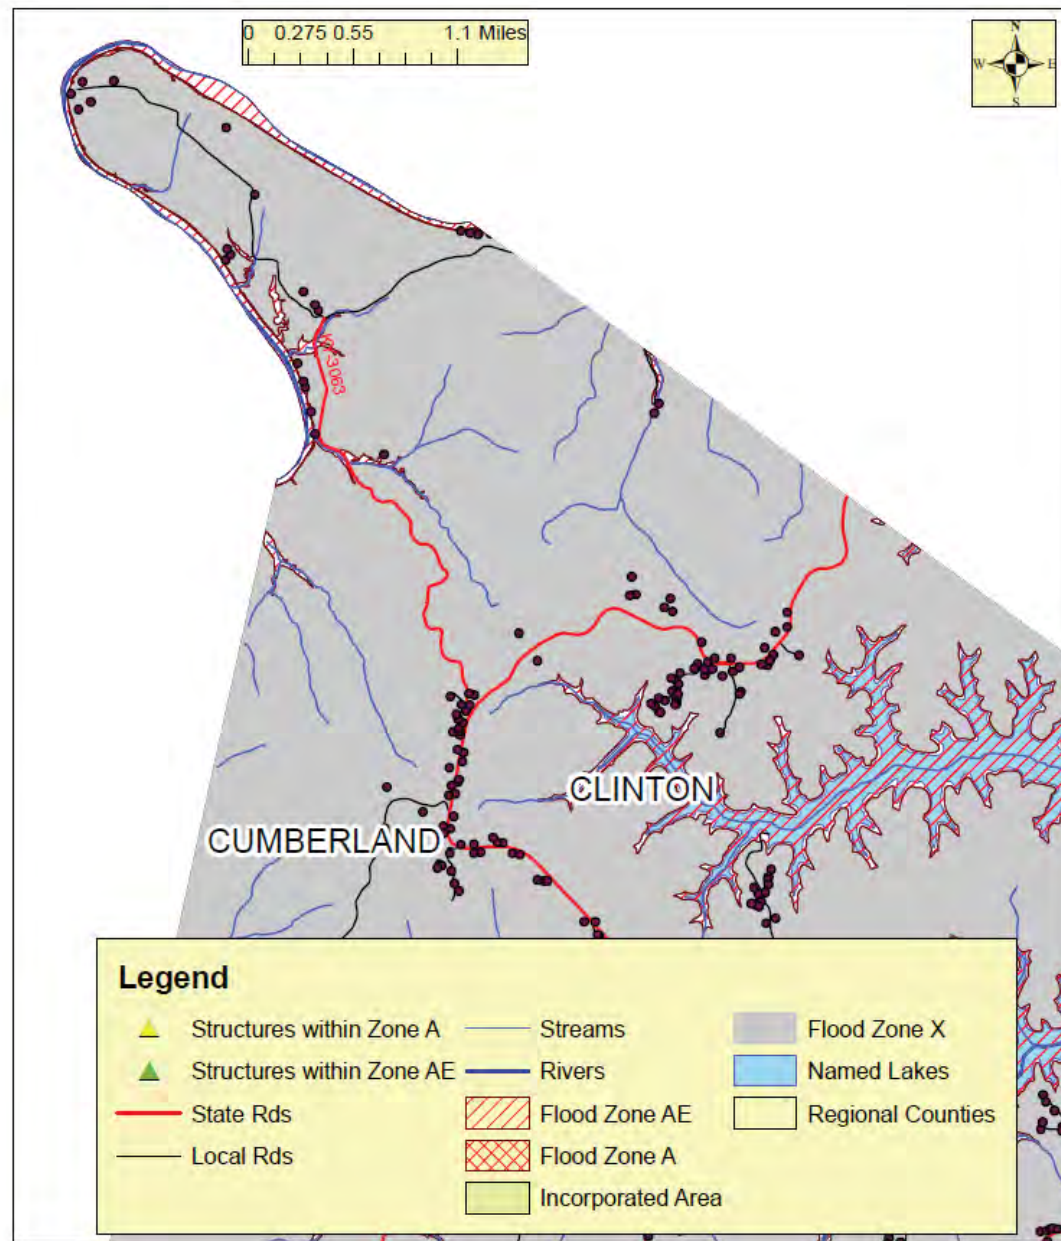 0 0.275 0.55 1.1 Miles
N
W E
S
KY-3063
CLINTON
CUMBERLAND
Legend
Structures within Zone A
Structures within Zone AE
State Rds
Local Rds
Streams
Rivers
Flood Zone AE
Flood Zone A
Incorporated Area
Flood Zone X
Named Lakes
Regional Counties